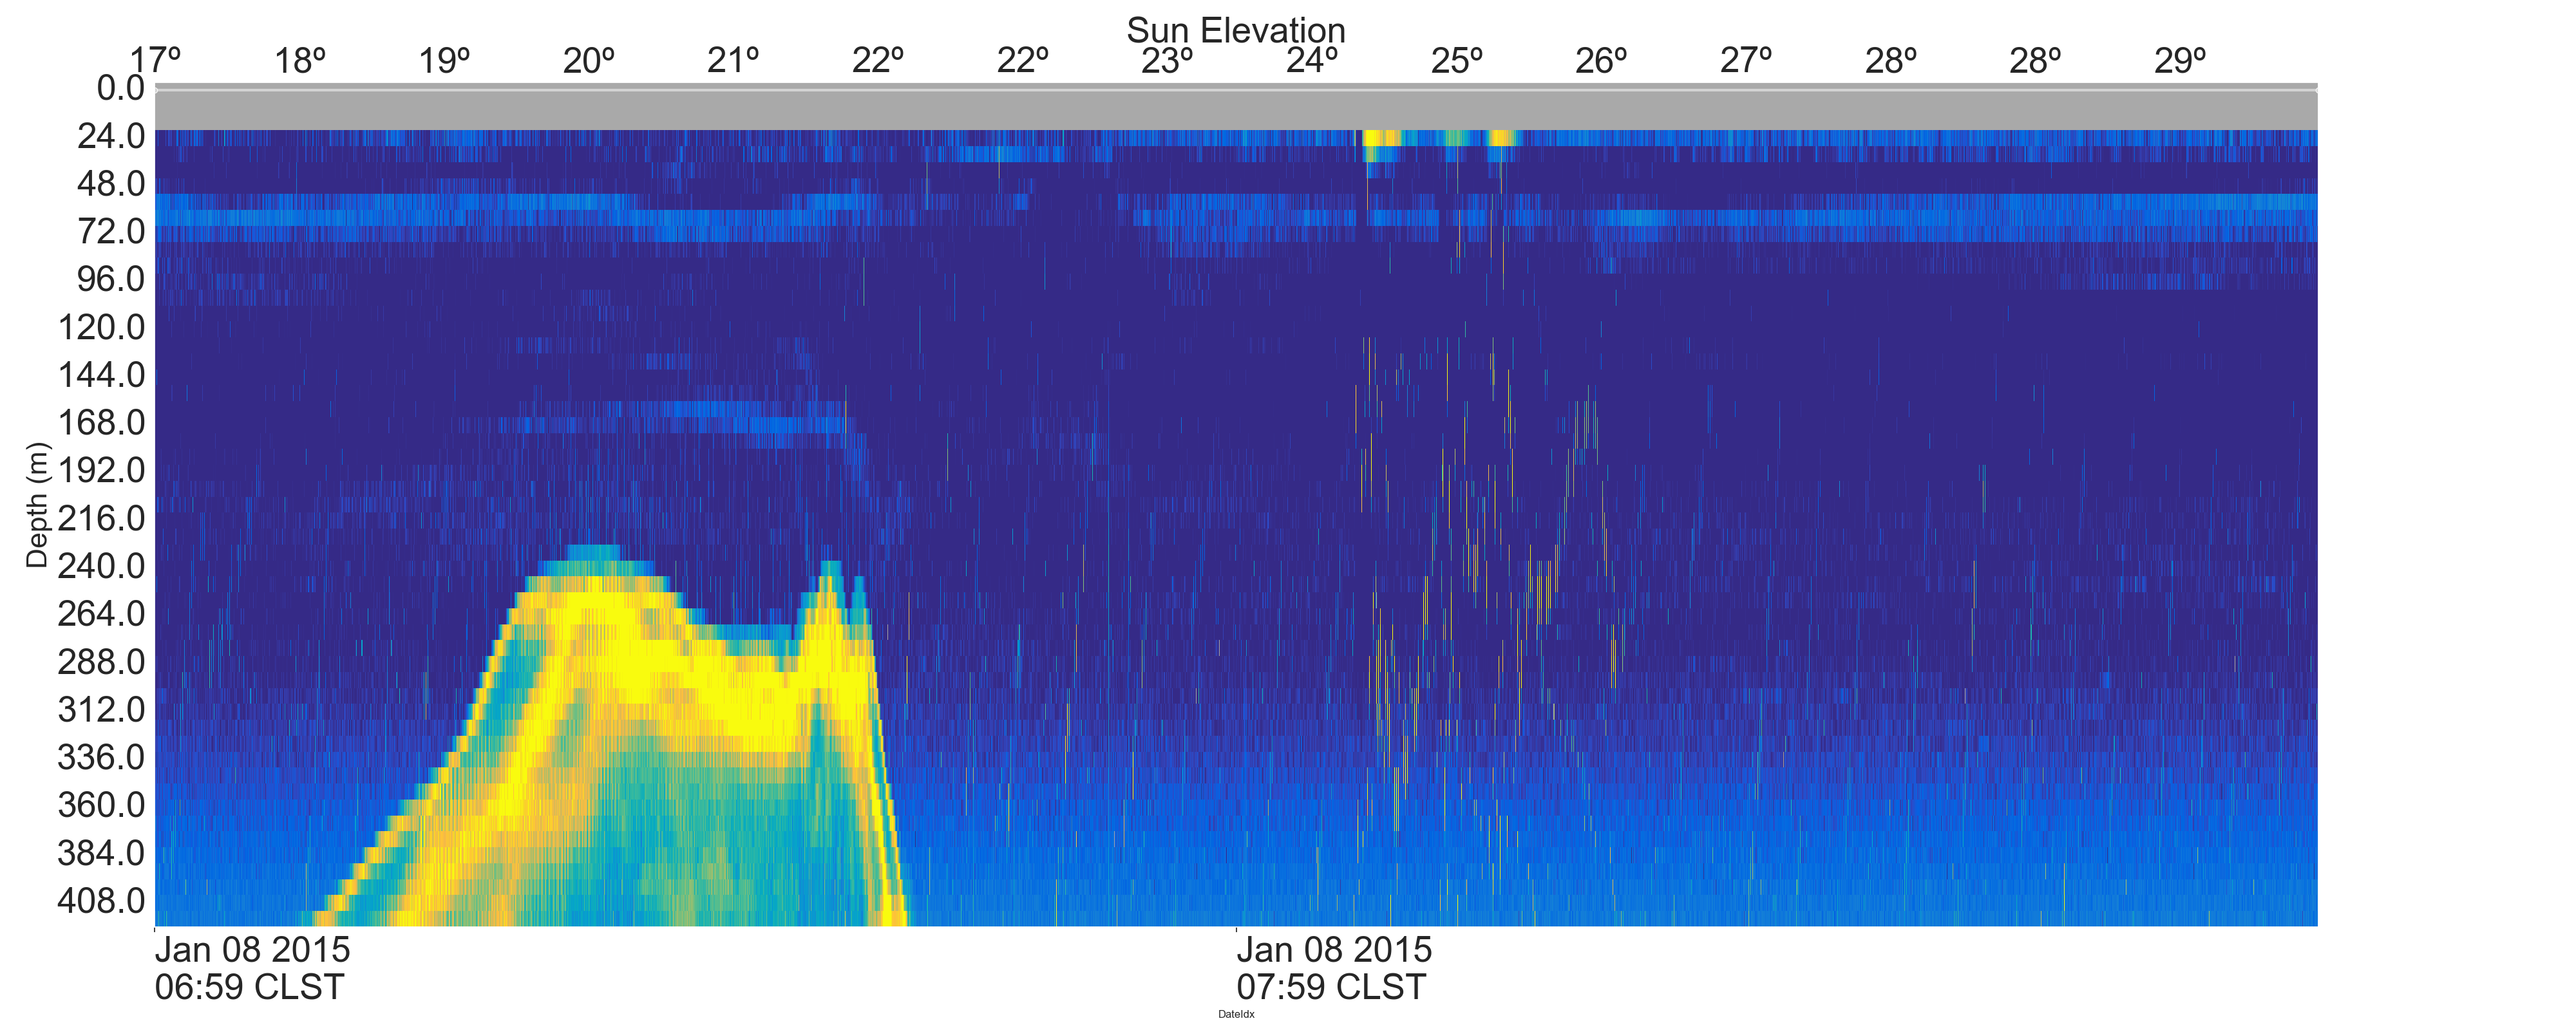 Sun Elevation
17º 18º 19º 20º 21º 22º 22º 23º 24º 25º 26º 27º 28º 28º 29º
0.0
24.0
48.0
72.0
96.0
120.0
144.0
168.0
192.0
216.0
240.0
264.0
288.0
312.0
336.0
360.0
384.0
408.0
Depth (m)
Jan 08 2015
06:59 CLST
Jan 08 2015
07:59 CLST
DateIdx